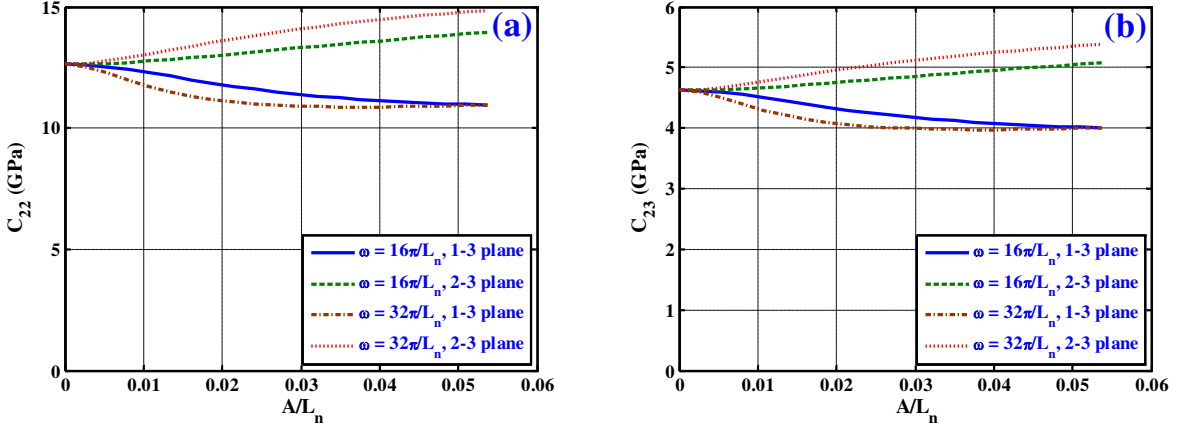 (a)
15
10
5
0
C22 (GPa)
0 0.01 0.02 0.03 0.04 0.05 0.06
A/Ln
ω = 16π/Ln, 1-3 plane
ω = 16π/Ln, 2-3 plane
ω = 32π/Ln, 1-3 plane
ω = 32π/Ln, 2-3 plane
(b)
6
5
4
3
2
1
0
C23 (GPa)
0 0.01 0.02 0.03 0.04 0.05 0.06
A/Ln
ω = 16π/Ln, 1-3 plane
ω = 16π/Ln, 2-3 plane
ω = 32π/Ln, 1-3 plane
ω = 32π/Ln, 2-3 plane